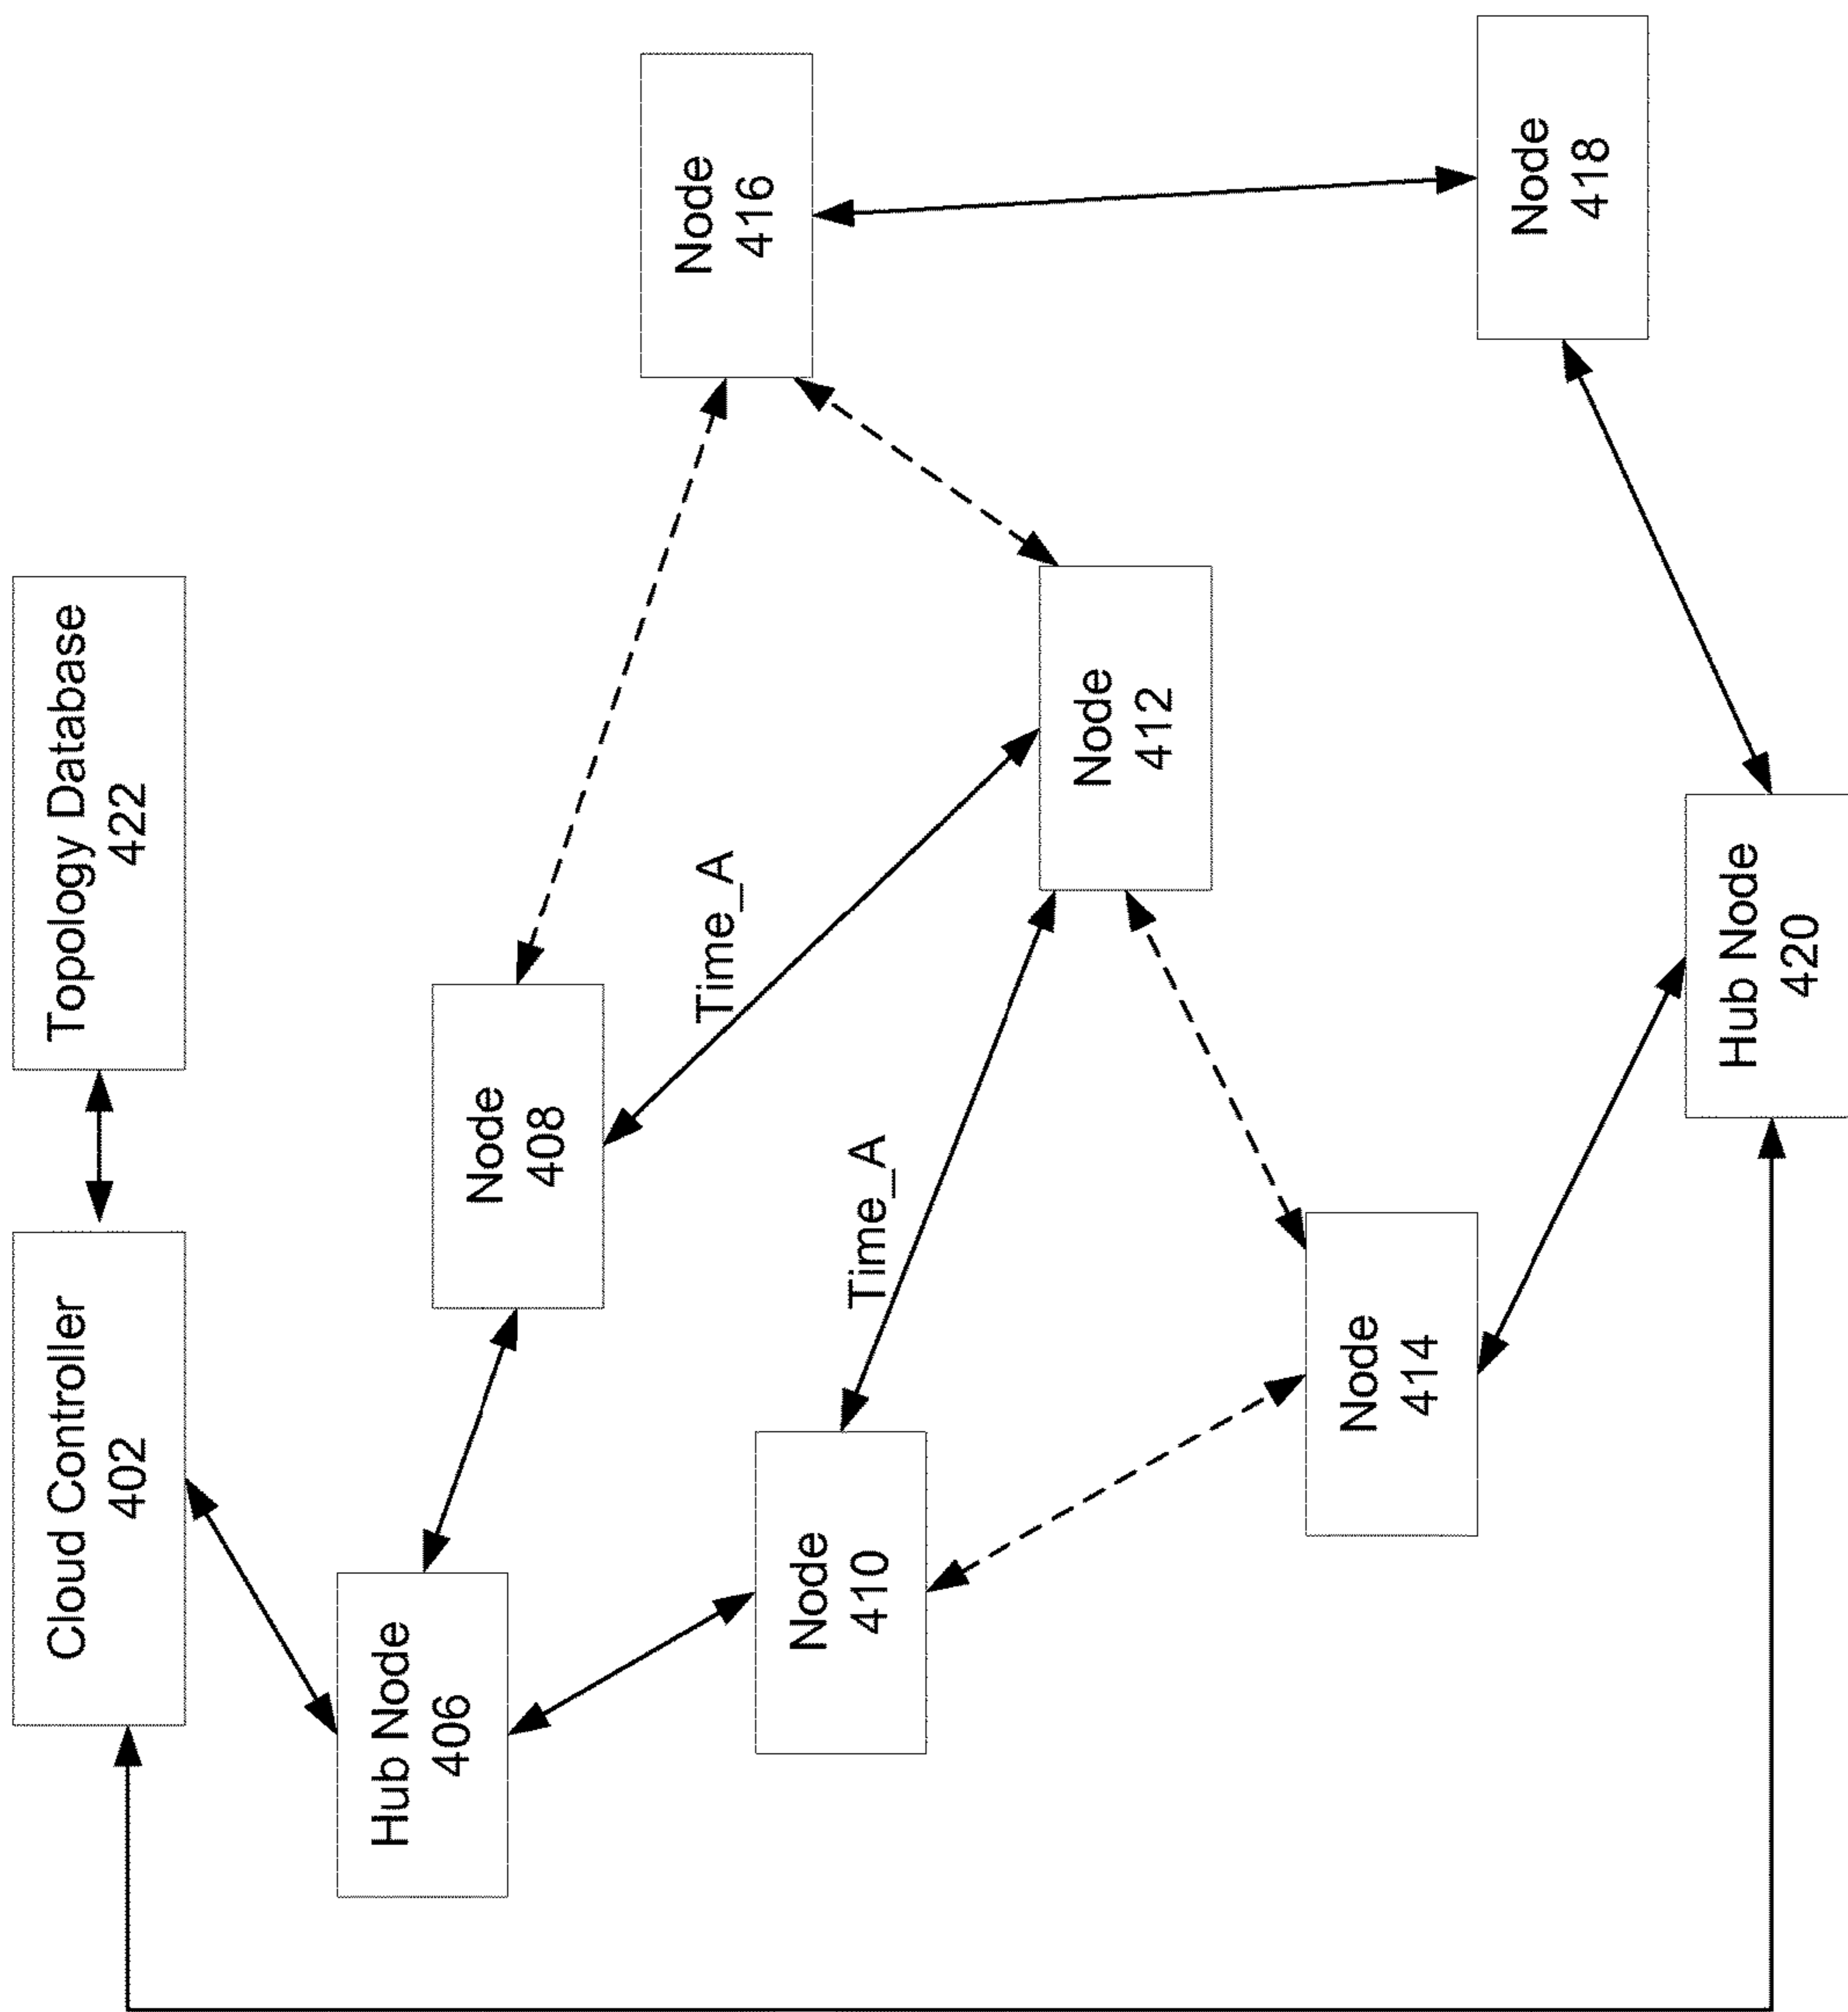 Cloud Controller
402
Topology Database
422
Hub Node
406
Node
408
Node
416
Time_A
Node
410
Time_A
Node
412
Node
414
Node
418
Hub Node
420